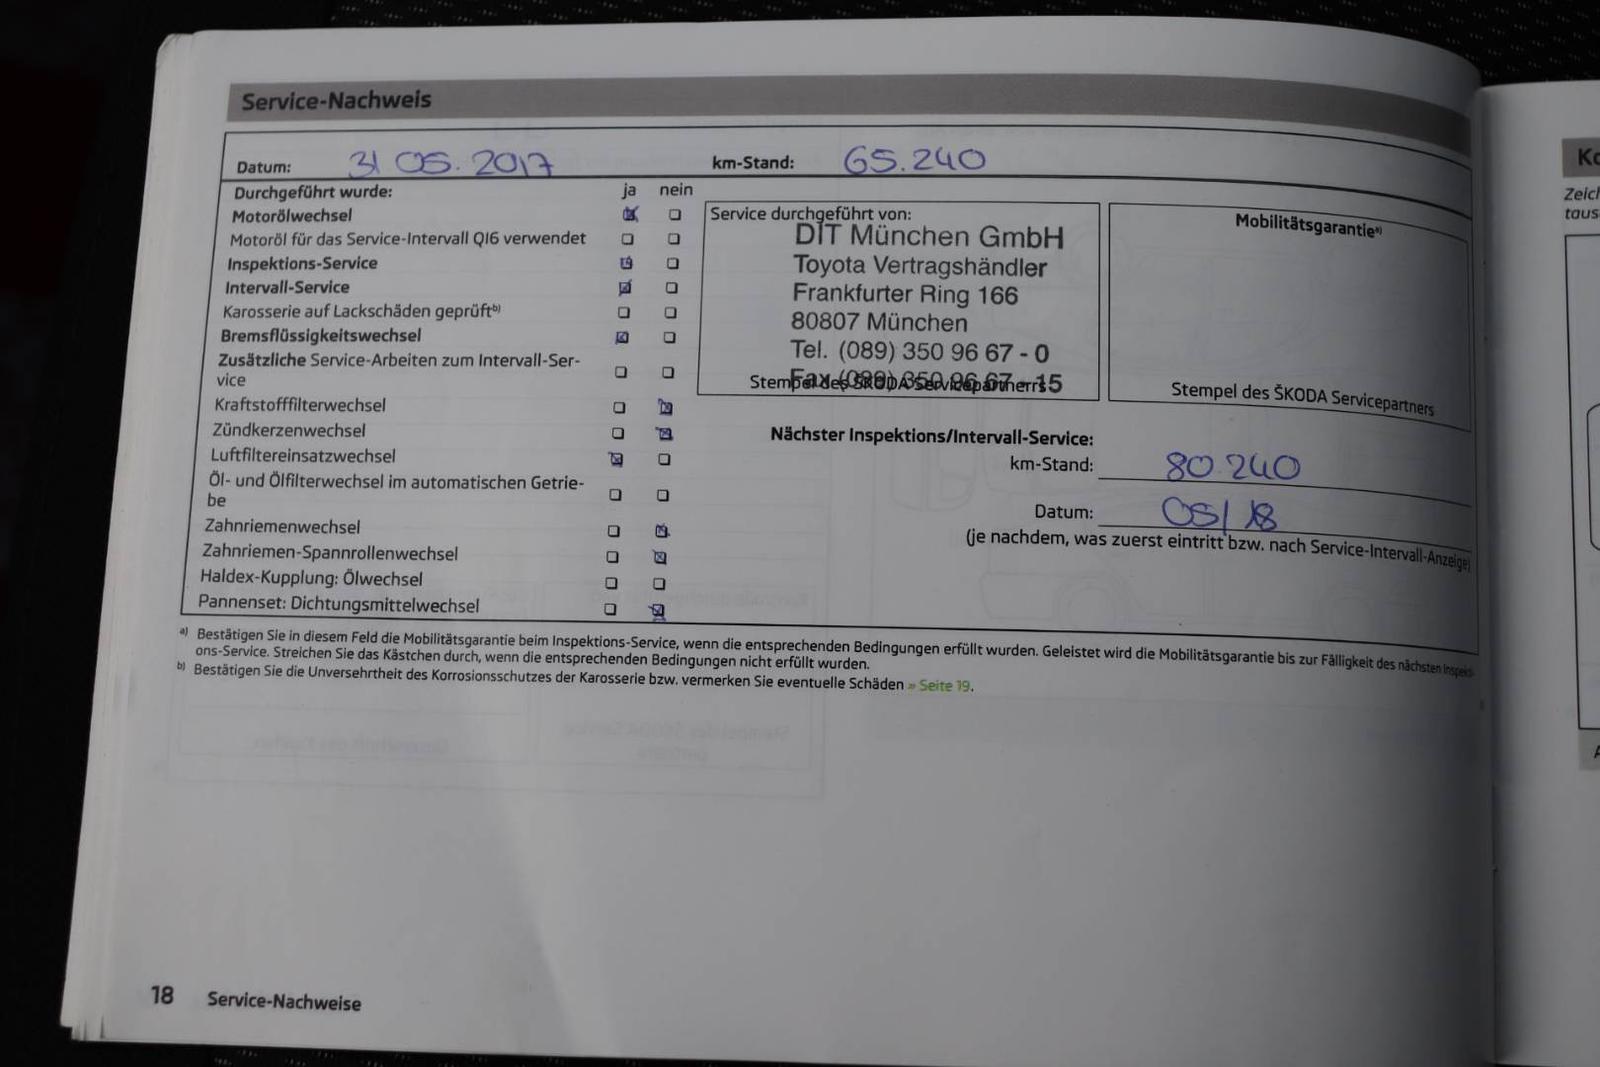 Service-Nachweis
Datum: 31 05. 2017 km-Stand: 65.240
Durchgeführt wurde: ja nein
Motorölwechsel
Motoröl für das Service-Intervall QI6 verwendet
Inspektions-Service
Intervall-Service
Karosserie auf Lackschäden geprüft b)
Bremsflüssigkeitswechsel
Zusätzliche Service-Arbeiten zum Intervall-Ser-
vice
Kraftstofffilterwechsel
Zündkerzenwechsel
Luftfiltereinsatzwechsel
Öl- und Ölfilterwechsel im automatischen Getrie-
be
Zahnriemenwechsel
Zahnriemen-Spannrollenwechsel
Haldex-Kupplung: Ölwechsel
Pannenset: Dichtungsmittelwechsel
Service durchgeführt von:
DIT München GmbH
Toyota Vertragshändler
Frankfurter Ring 166
80807 München
Tel. (089) 350 96 67 - 0
Fax (089) 350 96 67 - 15
Stempel des ŠKODA Servicepartners
Mobilitätsgarantie a)
Stempel des ŠKODA Servicepartners
Nächster Inspektions/Intervall-Service:
km-Stand: 80.240
Datum: 05/18
(je nachdem, was zuerst eintritt bzw. nach Service-Intervall-Anzeige)
a) Bestätigen Sie in diesem Feld die Mobilitätsgarantie beim Inspektions-Service, wenn die entsprechenden Bedingungen erfüllt wurden. Geleistet wird die Mobilitätsgarantie bis zur Fälligkeit des nächsten Inspekti-
ons-Service. Streichen Sie das Kästchen durch, wenn die entsprechenden Bedingungen nicht erfüllt wurden.
b) Bestätigen Sie die Unversehrtheit des Korrosionsschutzes der Karosserie bzw. vermerken Sie eventuelle Schäden » Seite 19.
18 Service-Nachweise